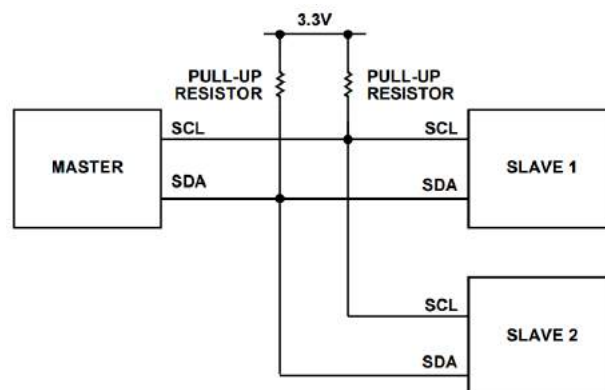 3.3V
PULL-UP
RESISTOR
PULL-UP
RESISTOR
MASTER
SCL
SDA
SCL
SDA
SLAVE 1
SCL
SDA
SLAVE 2